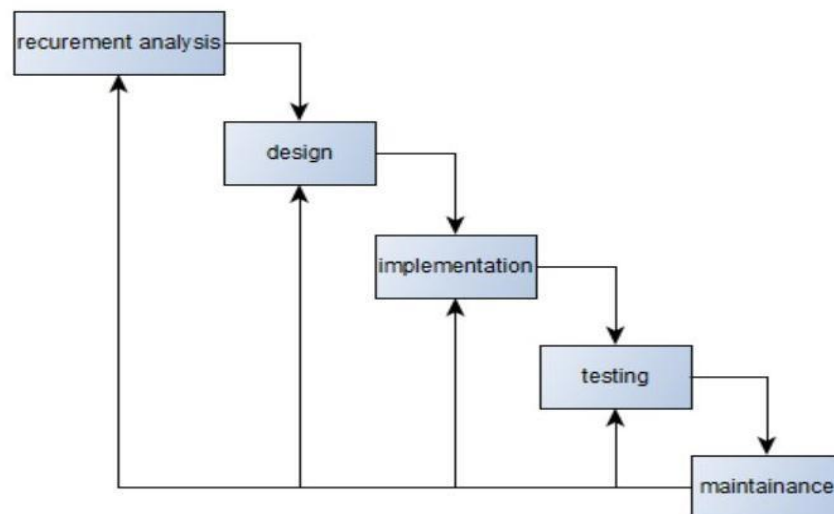 recurement analysis
design
implementation
testing
maintainance